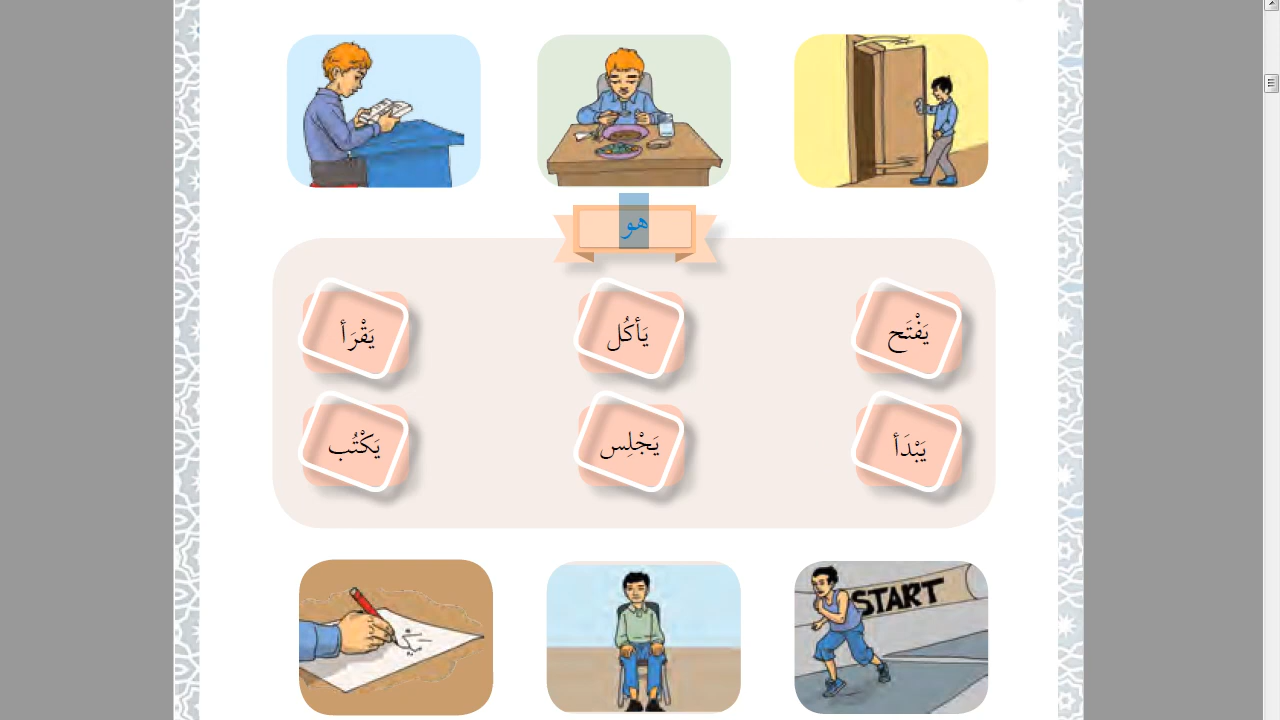 هو
يَفْتَح
يَأكُل
يَقْرَأ
يَبْدَأ
يَجْلِس
يَكْتُب
START